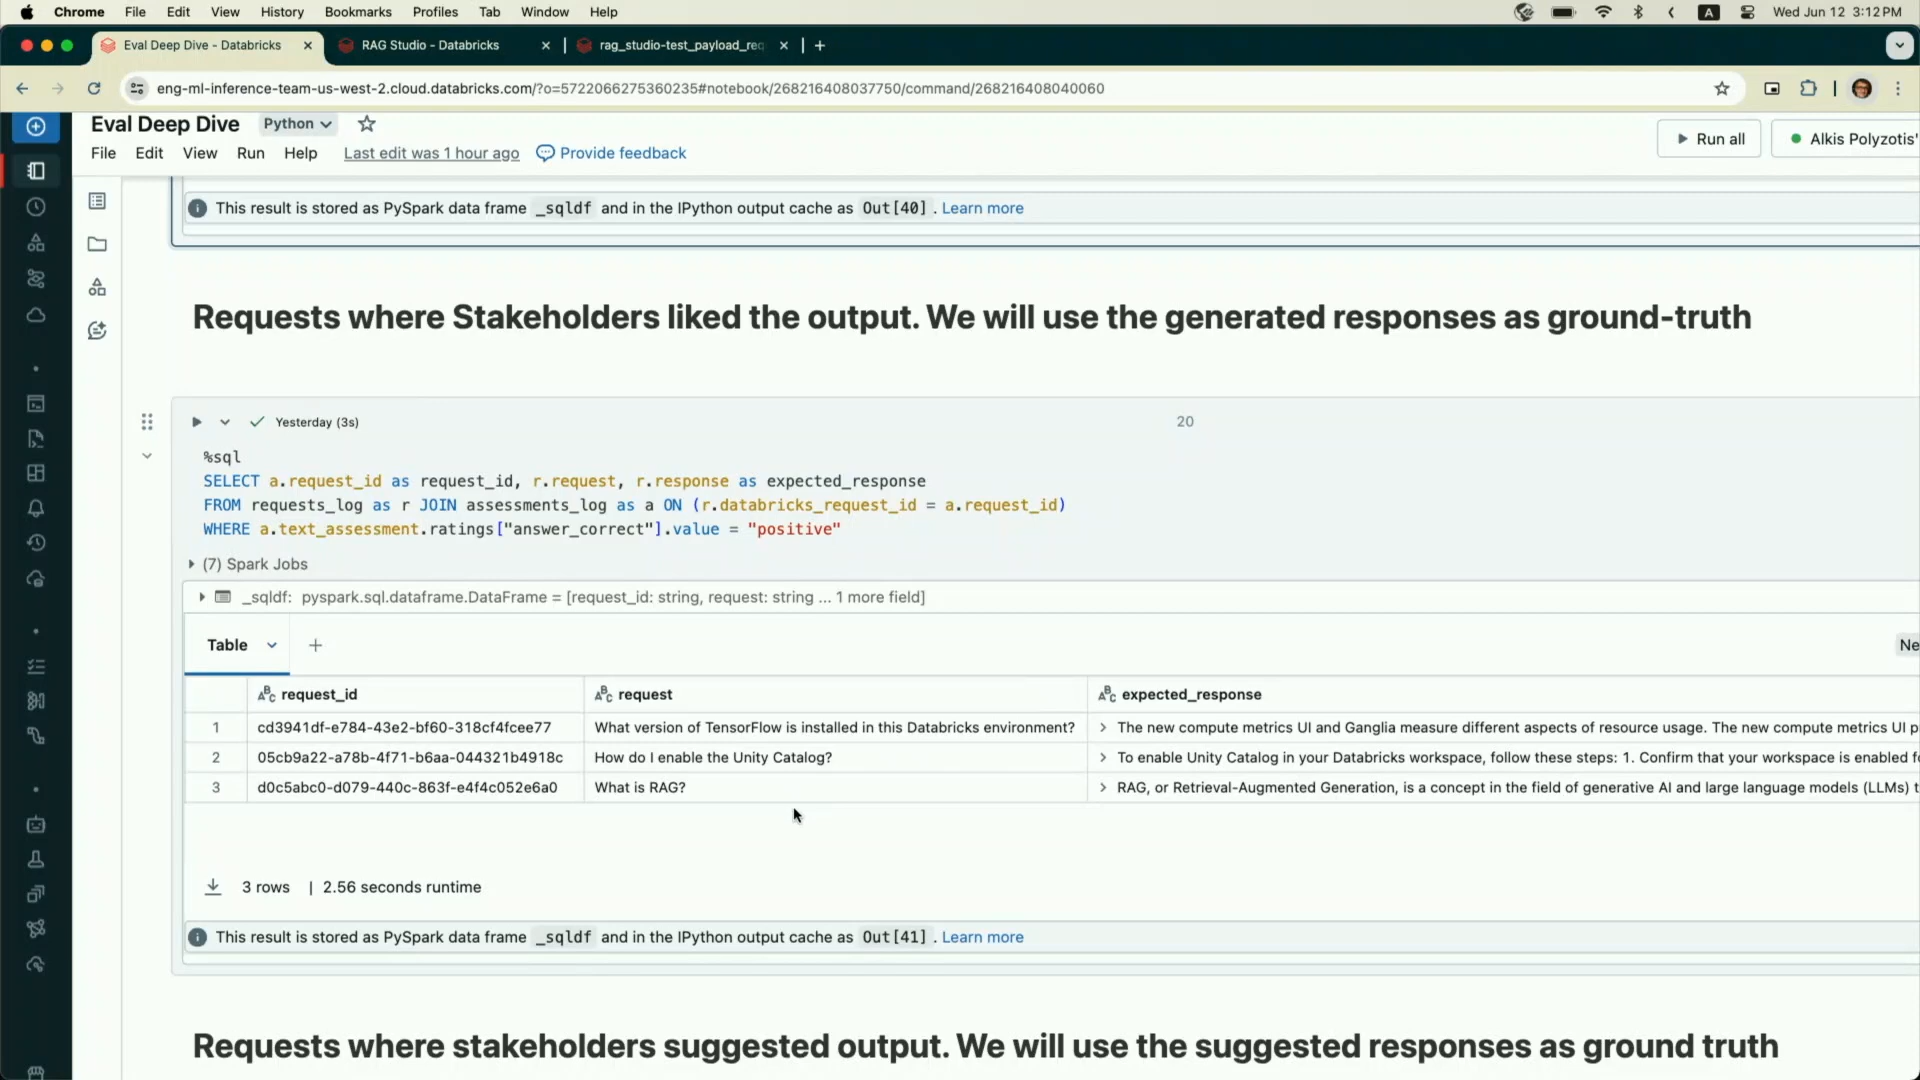 Chrome File Edit View History Bookmarks Profiles Tab Window Help A Wed Jun 12 3:12 PM
Eval Deep Dive - Databricks RAG Studio - Databricks rag_studio-test_payload_req
eng-ml-inference-team-us-west-2.cloud.databricks.com/?o=5722066275360235#notebook/268216408037750/command/268216408040060
Eval Deep Dive Python
File Edit View Run Help Last edit was 1 hour ago Provide feedback
Run all Alkis Polyzotis'
This result is stored as PySpark data frame _sqldf and in the IPython output cache as Out[40] . Learn more
Requests where Stakeholders liked the output. We will use the generated responses as ground-truth
Yesterday (3s) 20
%sql
SELECT a.request_id as request_id, r.request, r.response as expected_response
FROM requests_log as r JOIN assessments_log as a ON (r.databricks_request_id = a.request_id)
WHERE a.text_assessment.ratings["answer_correct"].value = "positive"
(7) Spark Jobs
_sqldf: pyspark.sql.dataframe.DataFrame = [request_id: string, request: string ... 1 more field]
Table + Ne
request_id request expected_response
1 cd3941df-e784-43e2-bf60-318cf4fcee77 What version of TensorFlow is installed in this Databricks environment? The new compute metrics UI and Ganglia measure different aspects of resource usage. The new compute metrics UI p
2 05cb9a22-a78b-4f71-b6aa-044321b4918c How do I enable the Unity Catalog? To enable Unity Catalog in your Databricks workspace, follow these steps: 1. Confirm that your workspace is enabled fo
3 d0c5abc0-d079-440c-863f-e4f4c052e6a0 What is RAG? RAG, or Retrieval-Augmented Generation, is a concept in the field of generative AI and large language models (LLMs) t
3 rows | 2.56 seconds runtime
This result is stored as PySpark data frame _sqldf and in the IPython output cache as Out[41] . Learn more
Requests where stakeholders suggested output. We will use the suggested responses as ground truth